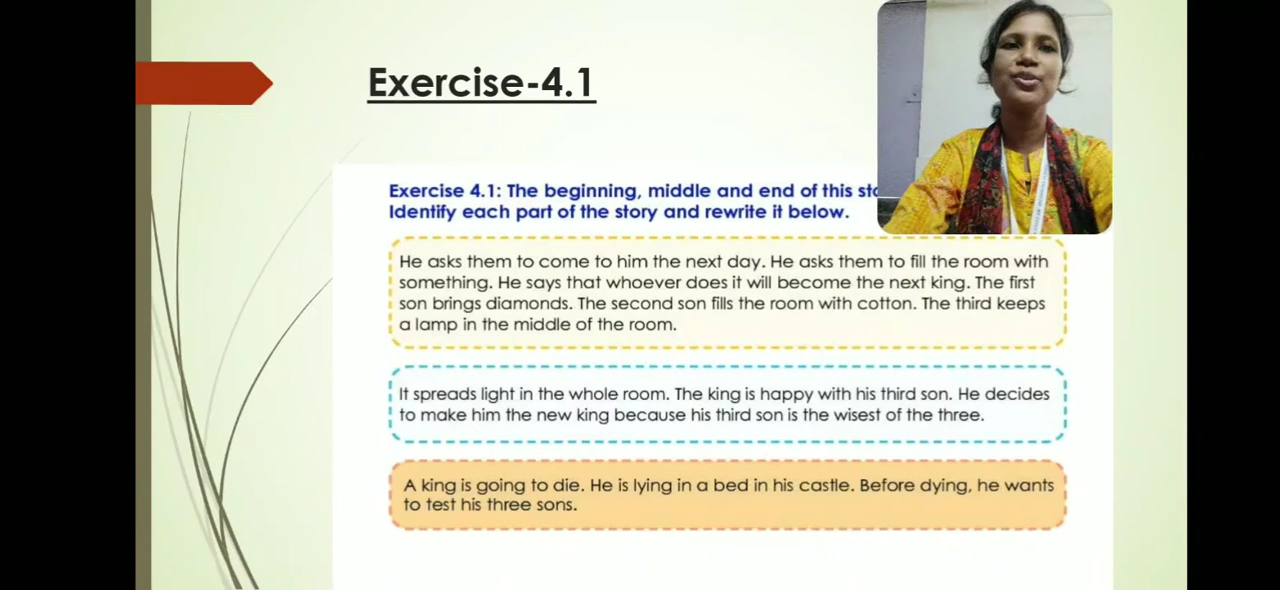 Exercise-4.1
Exercise 4.1: The beginning, middle and end of this
Identify each part of the story and rewrite it below.
He asks them to come to him the next day. He asks them to fill the room with
something. He says that whoever does it will become the next king. The first
son brings diamonds. The second son fills the room with cotton. The third keeps
a lamp in the middle of the room.
It spreads light in the whole room. The king is happy with his third son. He decides
to make him the new king because his third son is the wisest of the three.
A king is going to die. He is lying in a bed in his castle. Before dying, he wants
to test his three sons.